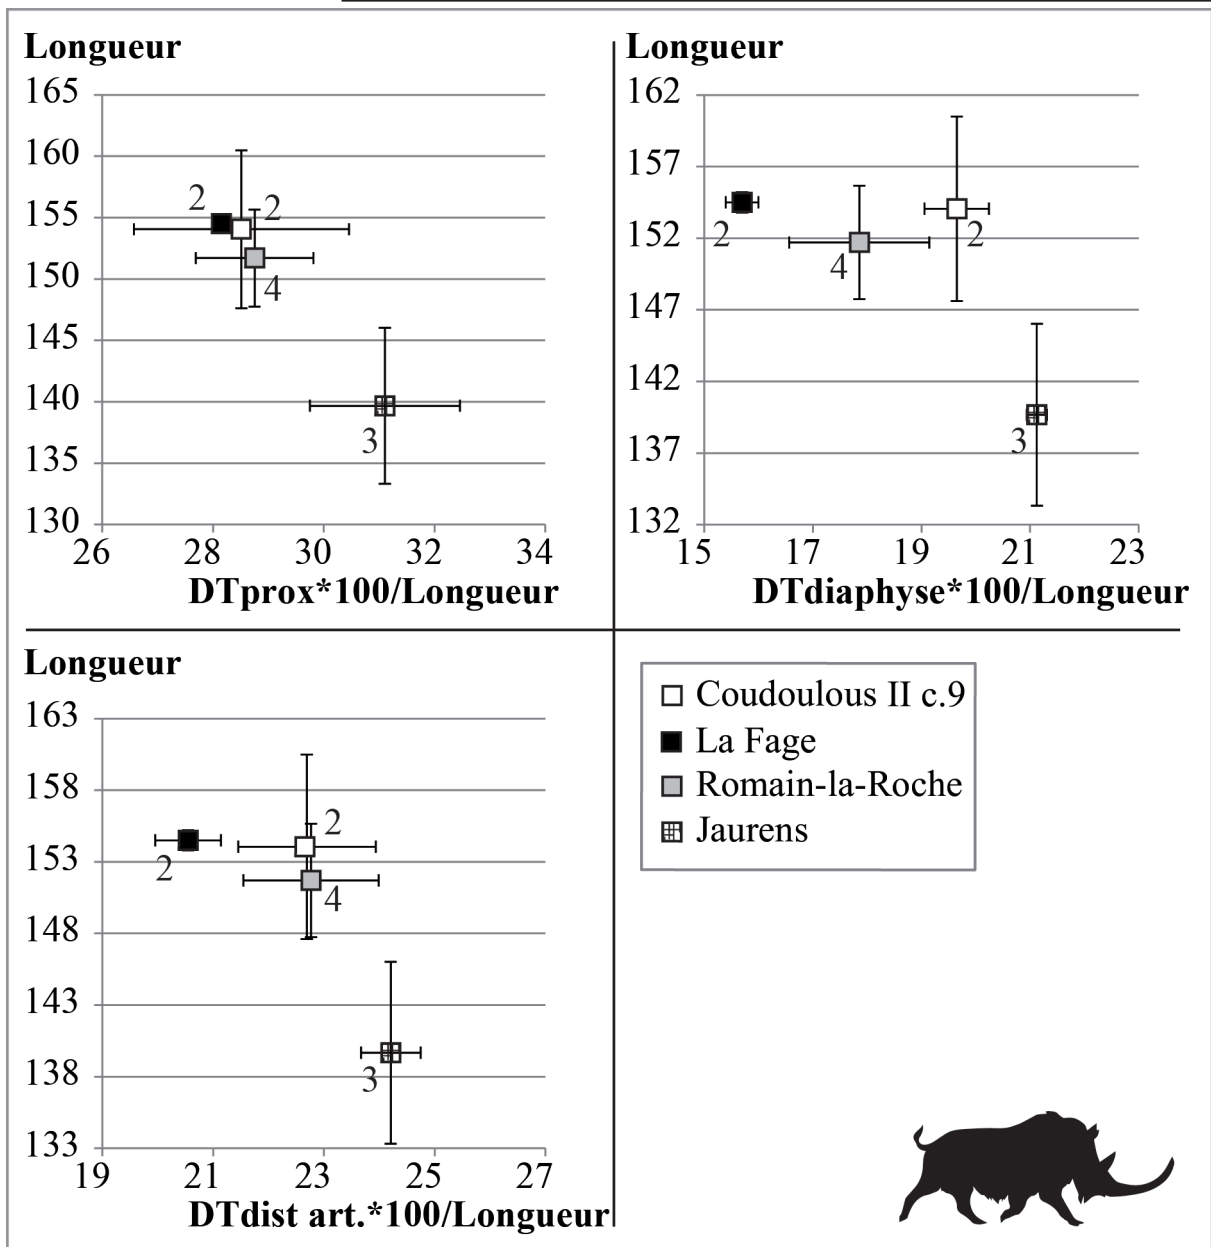 Longueur
165
160
155
150
145
140
135
130
2
2
4
3
26 28 30 32 34
DTprox*100/Longueur
Longueur
162
157
152
147
142
137
132
2
4
2
3
15 17 19 21 23
DTdiaphyse*100/Longueur
Longueur
163
158
153
148
143
138
133
2
2
4
3
19 21 23 25 27
DTdist art.*100/Longueur
Coudoulous II c.9
La Fage
Romain-la-Roche
Jaurens